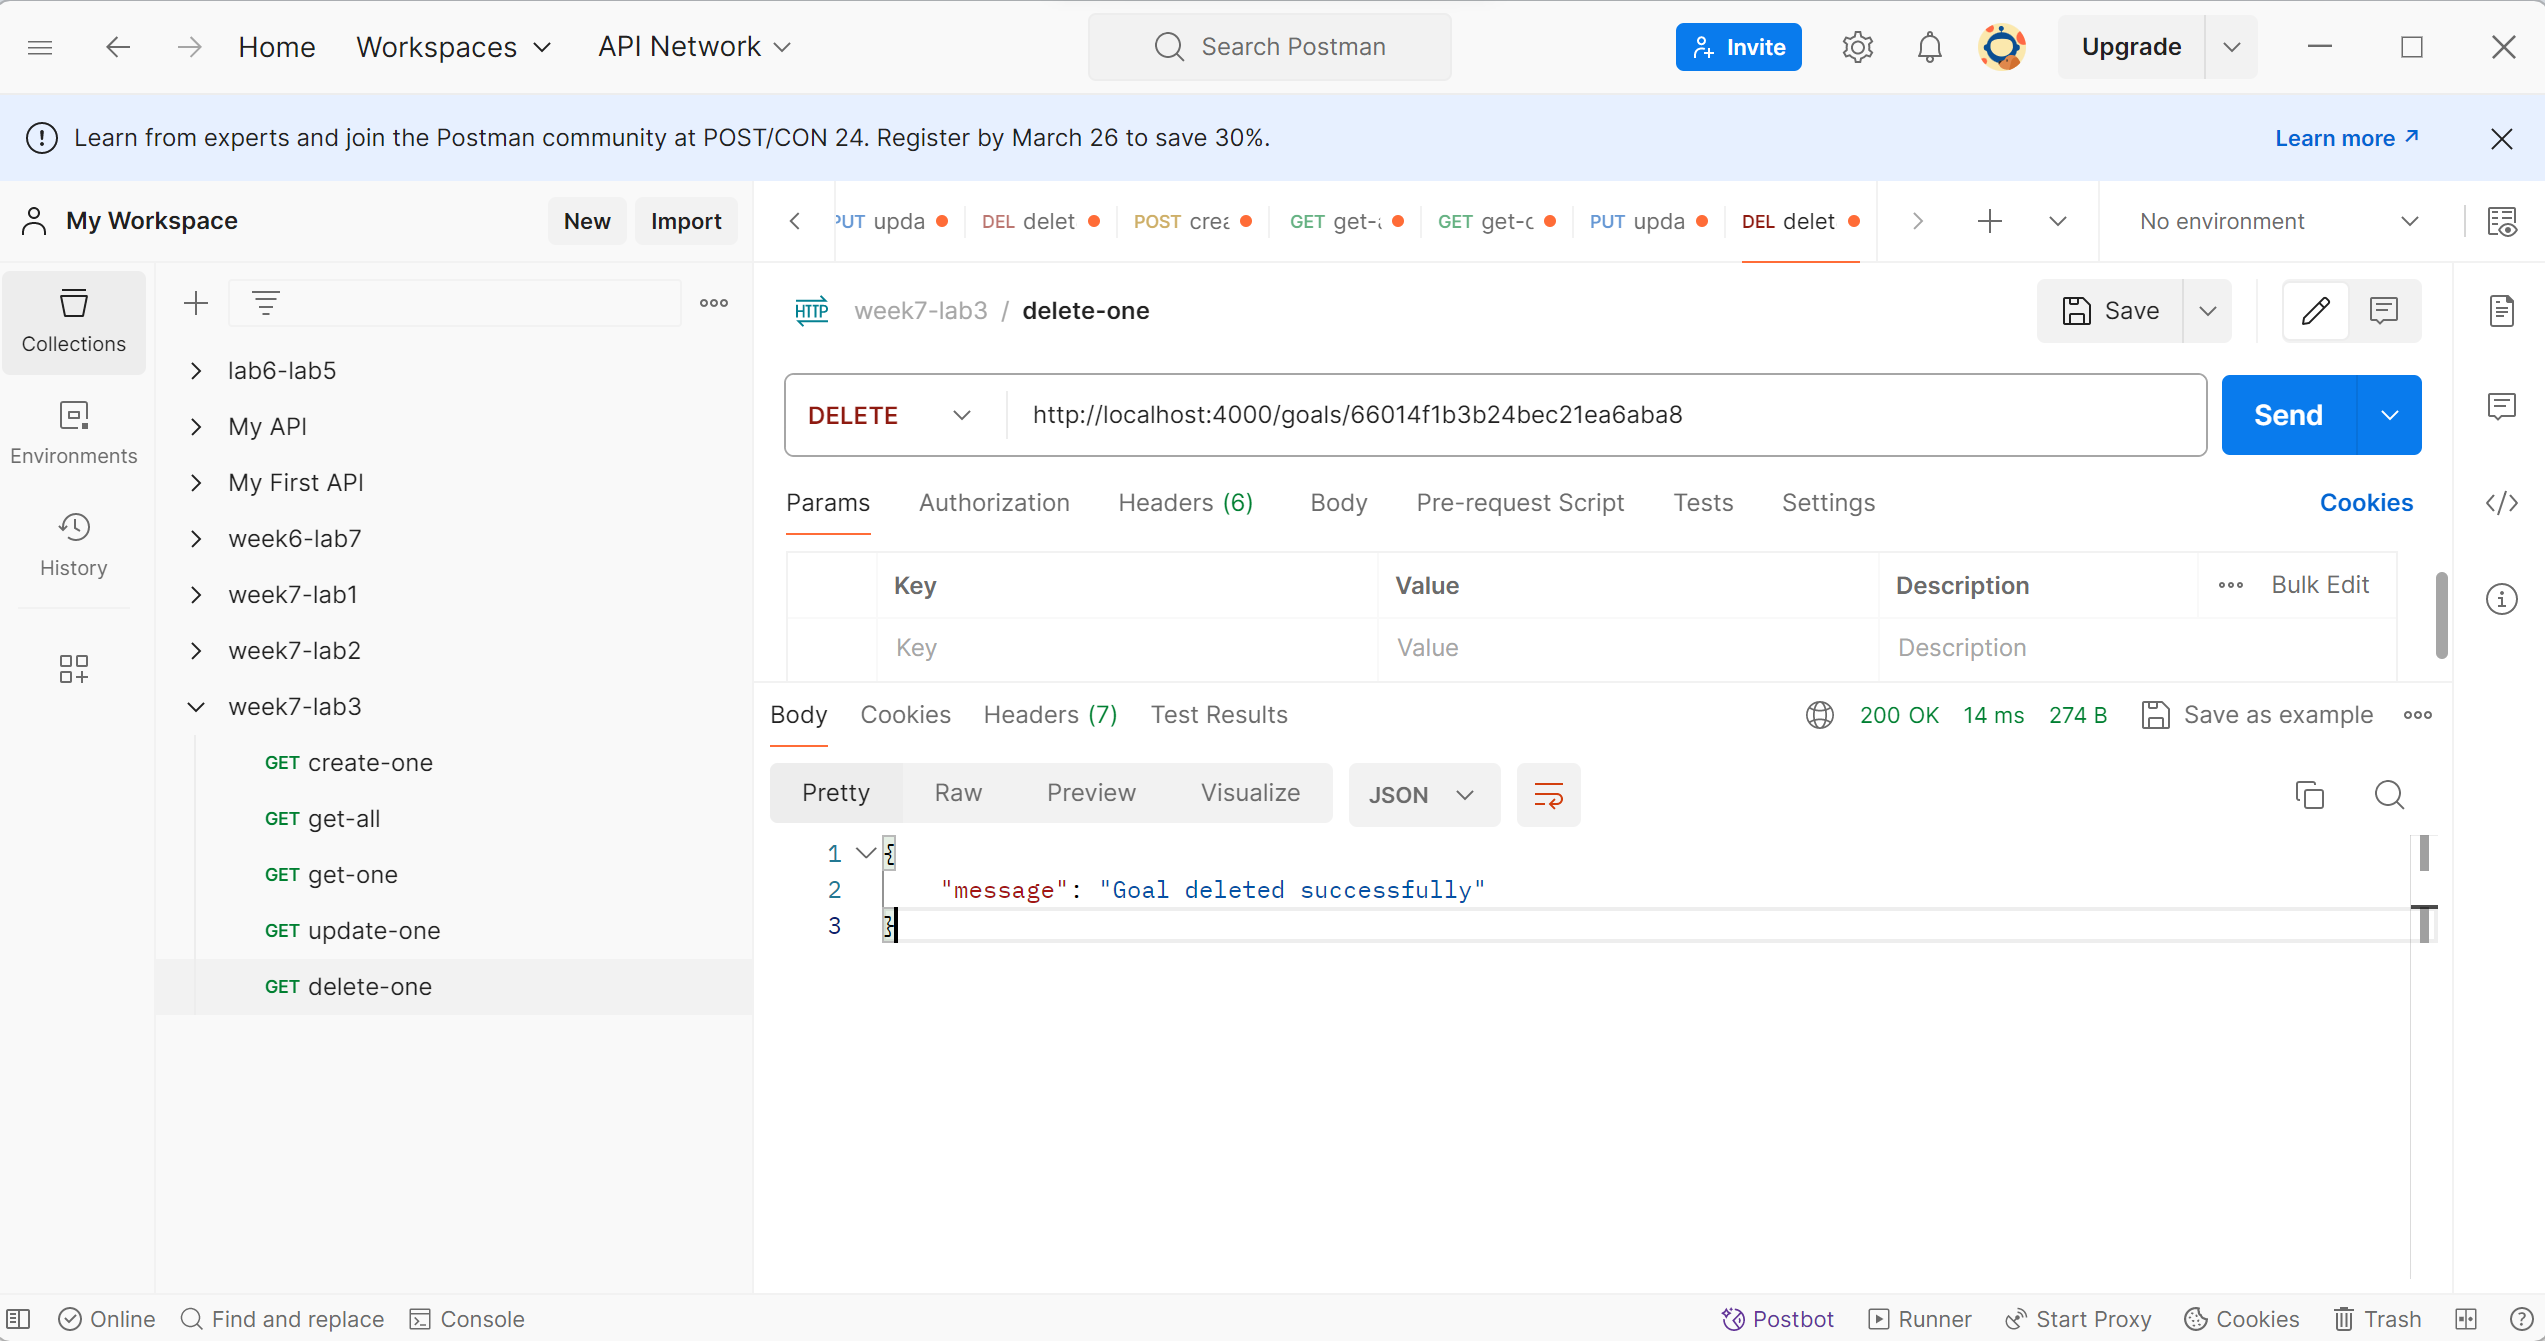 Home Workspaces API Network Search Postman Invite Upgrade
Learn from experts and join the Postman community at POST/CON 24. Register by March 26 to save 30%. Learn more
My Workspace New Import
PUT upda DEL delet POST crea GET get-a GET get-o PUT upda DEL delet No environment
Collections
Environments
History
lab6-lab5
My API
My First API
week6-lab7
week7-lab1
week7-lab2
week7-lab3
GET create-one
GET get-all
GET get-one
GET update-one
GET delete-one
HTTP week7-lab3 / delete-one Save
DELETE http://localhost:4000/goals/66014f1b3b24bec21ea6aba8 Send
Params Authorization Headers (6) Body Pre-request Script Tests Settings Cookies
Key Value Description Bulk Edit
Key Value Description
Body Cookies Headers (7) Test Results 200 OK 14 ms 274 B Save as example
Pretty Raw Preview Visualize JSON
1 {
2 "message": "Goal deleted successfully"
3 }
Online Find and replace Console Postbot Runner Start Proxy Cookies Trash